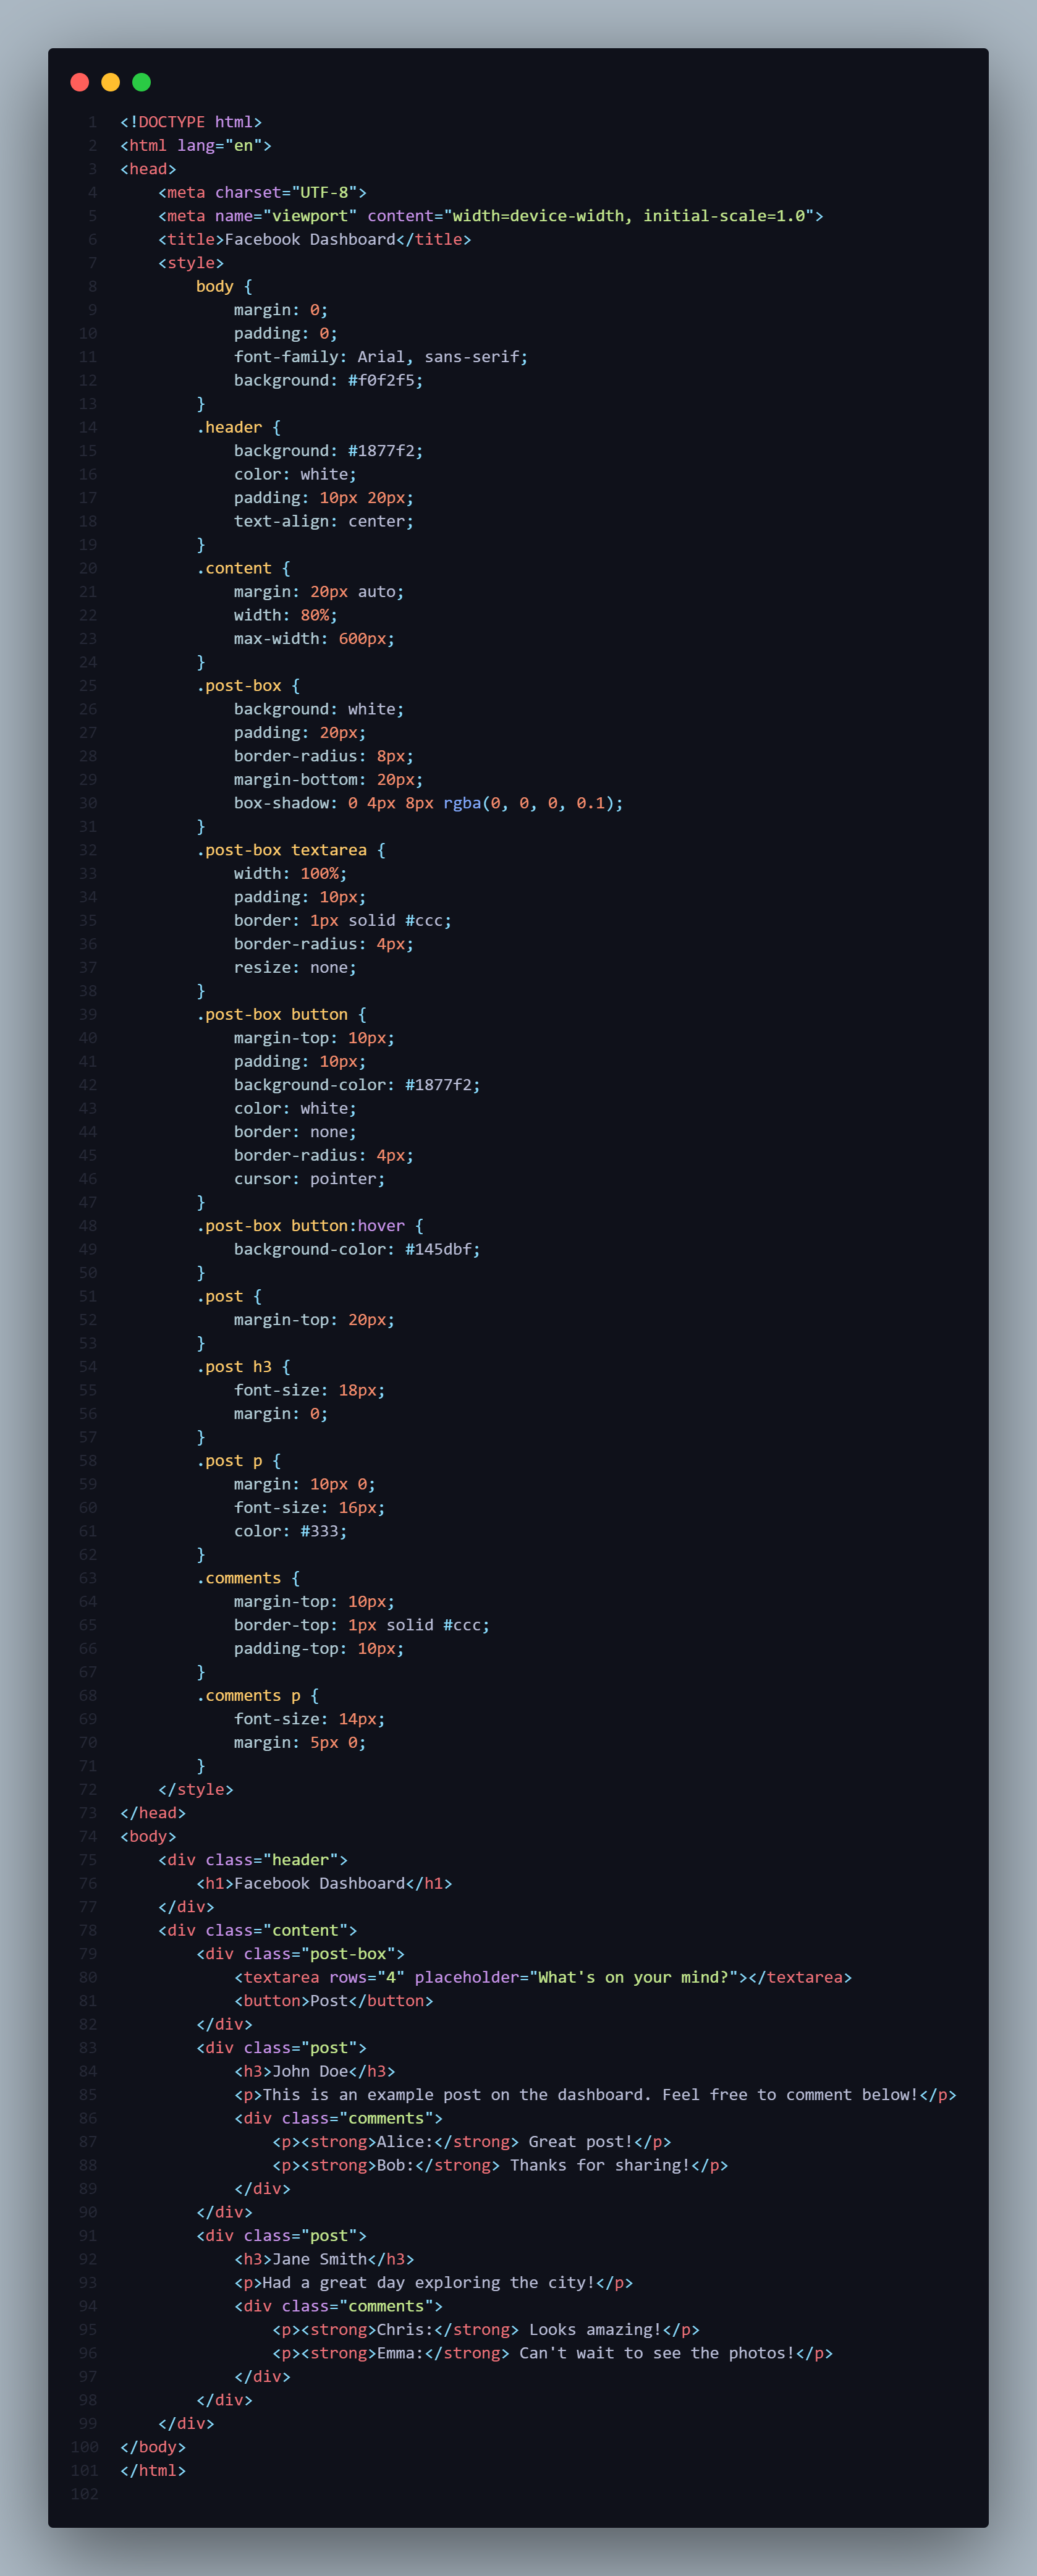 1 <!DOCTYPE html>
2 <html lang="en">
3 <head>
4     <meta charset="UTF-8">
5     <meta name="viewport" content="width=device-width, initial-scale=1.0">
6     <title>Facebook Dashboard</title>
7     <style>
8         body {
9             margin: 0;
10             padding: 0;
11             font-family: Arial, sans-serif;
12             background: #f0f2f5;
13         }
14         .header {
15             background: #1877f2;
16             color: white;
17             padding: 10px 20px;
18             text-align: center;
19         }
20         .content {
21             margin: 20px auto;
22             width: 80%;
23             max-width: 600px;
24         }
25         .post-box {
26             background: white;
27             padding: 20px;
28             border-radius: 8px;
29             margin-bottom: 20px;
30             box-shadow: 0 4px 8px rgba(0, 0, 0, 0.1);
31         }
32         .post-box textarea {
33             width: 100%;
34             padding: 10px;
35             border: 1px solid #ccc;
36             border-radius: 4px;
37             resize: none;
38         }
39         .post-box button {
40             margin-top: 10px;
41             padding: 10px;
42             background-color: #1877f2;
43             color: white;
44             border: none;
45             border-radius: 4px;
46             cursor: pointer;
47         }
48         .post-box button:hover {
49             background-color: #145dbf;
50         }
51         .post {
52             margin-top: 20px;
53         }
54         .post h3 {
55             font-size: 18px;
56             margin: 0;
57         }
58         .post p {
59             margin: 10px 0;
60             font-size: 16px;
61             color: #333;
62         }
63         .comments {
64             margin-top: 10px;
65             border-top: 1px solid #ccc;
66             padding-top: 10px;
67         }
68         .comments p {
69             font-size: 14px;
70             margin: 5px 0;
71         }
72     </style>
73 </head>
74 <body>
75     <div class="header">
76         <h1>Facebook Dashboard</h1>
77     </div>
78     <div class="content">
79         <div class="post-box">
80             <textarea rows="4" placeholder="What's on your mind?"></textarea>
81             <button>Post</button>
82         </div>
83         <div class="post">
84             <h3>John Doe</h3>
85             <p>This is an example post on the dashboard. Feel free to comment below!</p>
86             <div class="comments">
87                 <p><strong>Alice:</strong> Great post!</p>
88                 <p><strong>Bob:</strong> Thanks for sharing!</p>
89             </div>
90         </div>
91         <div class="post">
92             <h3>Jane Smith</h3>
93             <p>Had a great day exploring the city!</p>
94             <div class="comments">
95                 <p><strong>Chris:</strong> Looks amazing!</p>
96                 <p><strong>Emma:</strong> Can't wait to see the photos!</p>
97             </div>
98         </div>
99     </div>
100 </body>
101 </html>
102